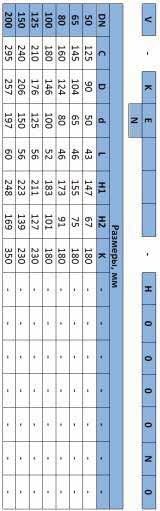 V - K E - H 0 0 0 0 N 0
N
Размеры, мм
DN C D d L H1 H2 K - - - - - - -
50 125 90 50 43 147 67 180 - - - - - - -
65 145 104 65 46 155 75 180 - - - - - - -
80 160 124 80 46 173 91 180 - - - - - - -
100 180 146 100 52 183 101 180 - - - - - - -
125 210 176 125 56 211 127 230 - - - - - - -
150 240 206 150 56 223 139 230 - - - - - - -
200 295 257 197 60 248 169 350 - - - - - - -